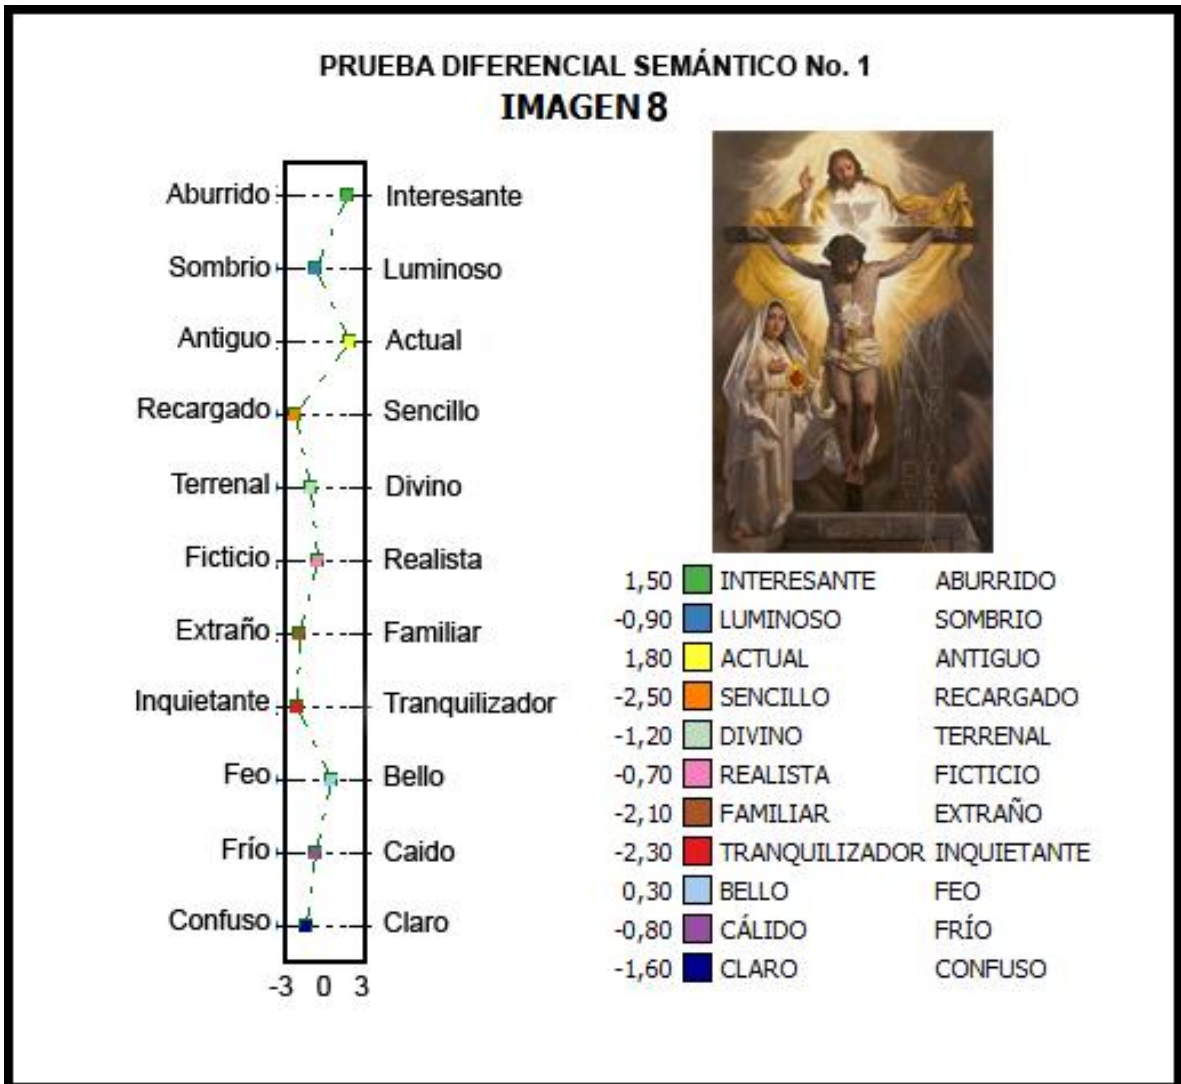 PRUEBA DIFERENCIAL SEMÁNTICO No. 1
IMAGEN 8
Aburrido Interesante
Sombrio Luminoso
Antiguo Actual
Recargado Sencillo
Terrenal Divino
Ficticio Realista
Extraño Familiar
Inquietante Tranquilizador
Feo Bello
Frío Caido
Confuso Claro
-3 0 3
1,50 INTERESANTE ABURRIDO
-0,90 LUMINOSO SOMBRIO
1,80 ACTUAL ANTIGUO
-2,50 SENCILLO RECARGADO
-1,20 DIVINO TERRENAL
-0,70 REALISTA FICTICIO
-2,10 FAMILIAR EXTRAÑO
-2,30 TRANQUILIZADOR INQUIETANTE
0,30 BELLO FEO
-0,80 CÁLIDO FRÍO
-1,60 CLARO CONFUSO